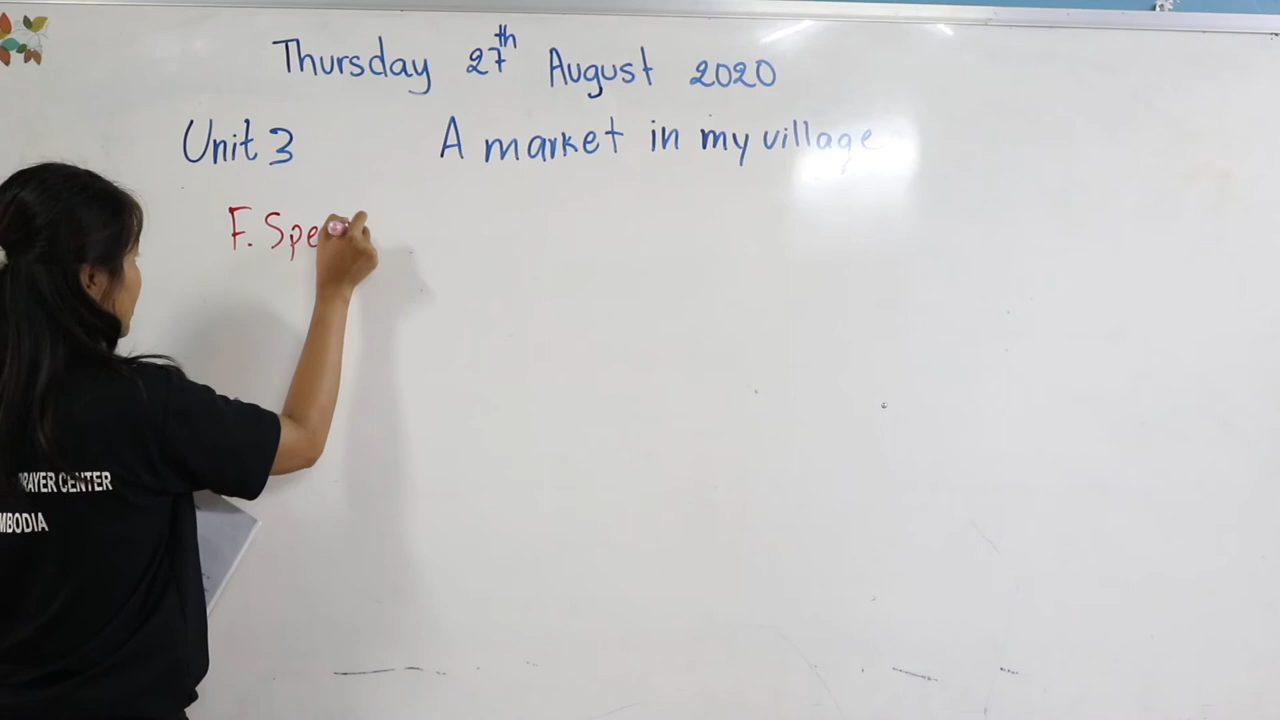 Thursday 27th August 2020
Unit 3 A market in my village
F. Spe
PRAYER CENTER
MBODIA